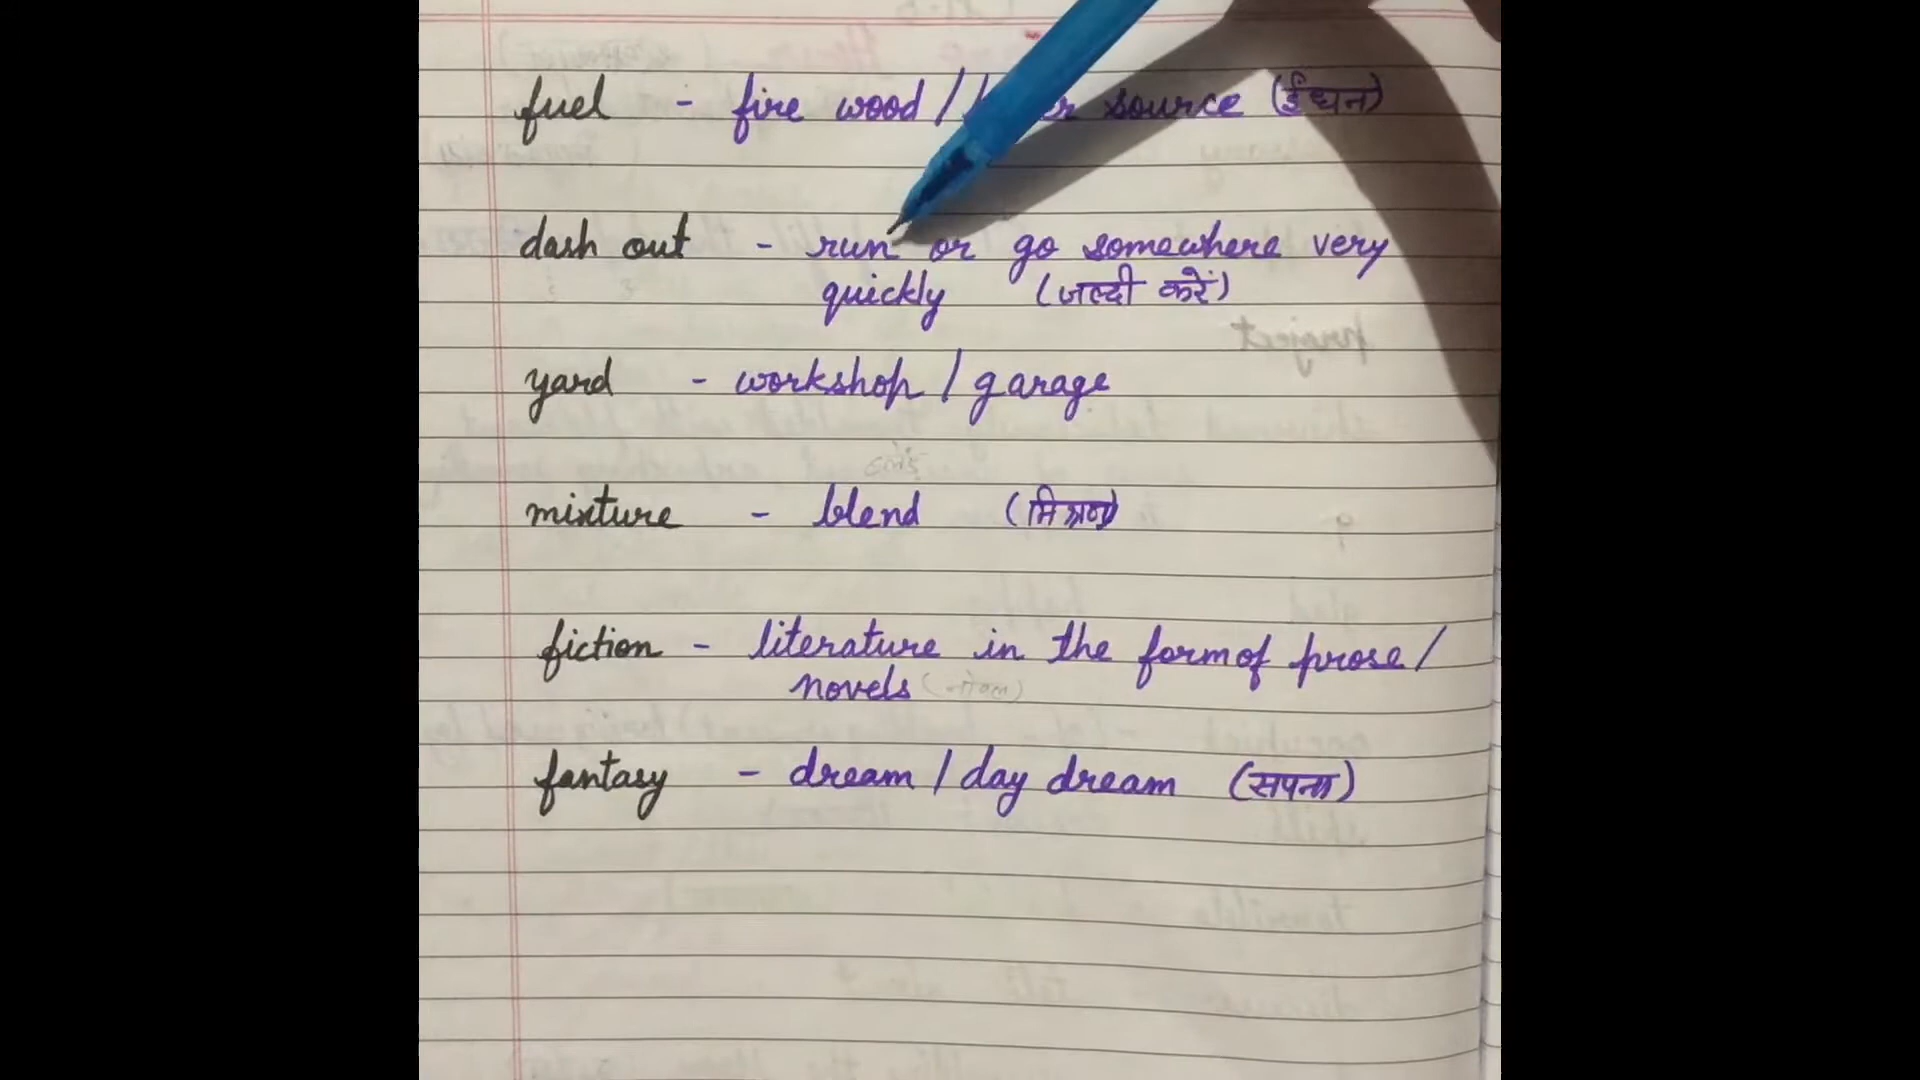 fuel - fire wood / source (ईंधन)
dash out - run or go somewhere very
quickly (जल्दी करें)
yard - workshop / garage
mixture - blend (मिश्रण)
fiction - literature in the form of prose /
novels
fantasy - dream / day dream (सपना)